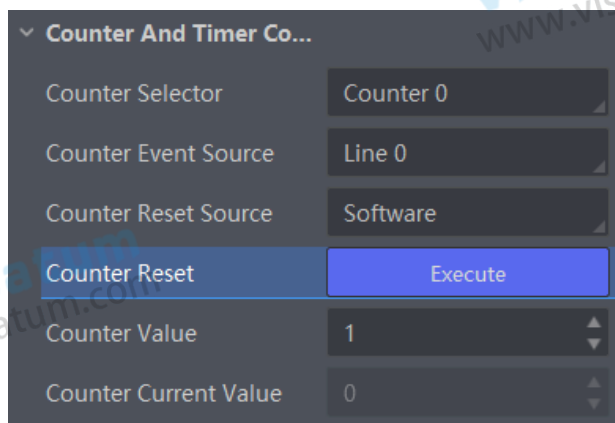 Counter And Timer Co...
Counter Selector Counter 0
Counter Event Source Line 0
Counter Reset Source Software
Counter Reset Execute
Counter Value 1
Counter Current Value 0